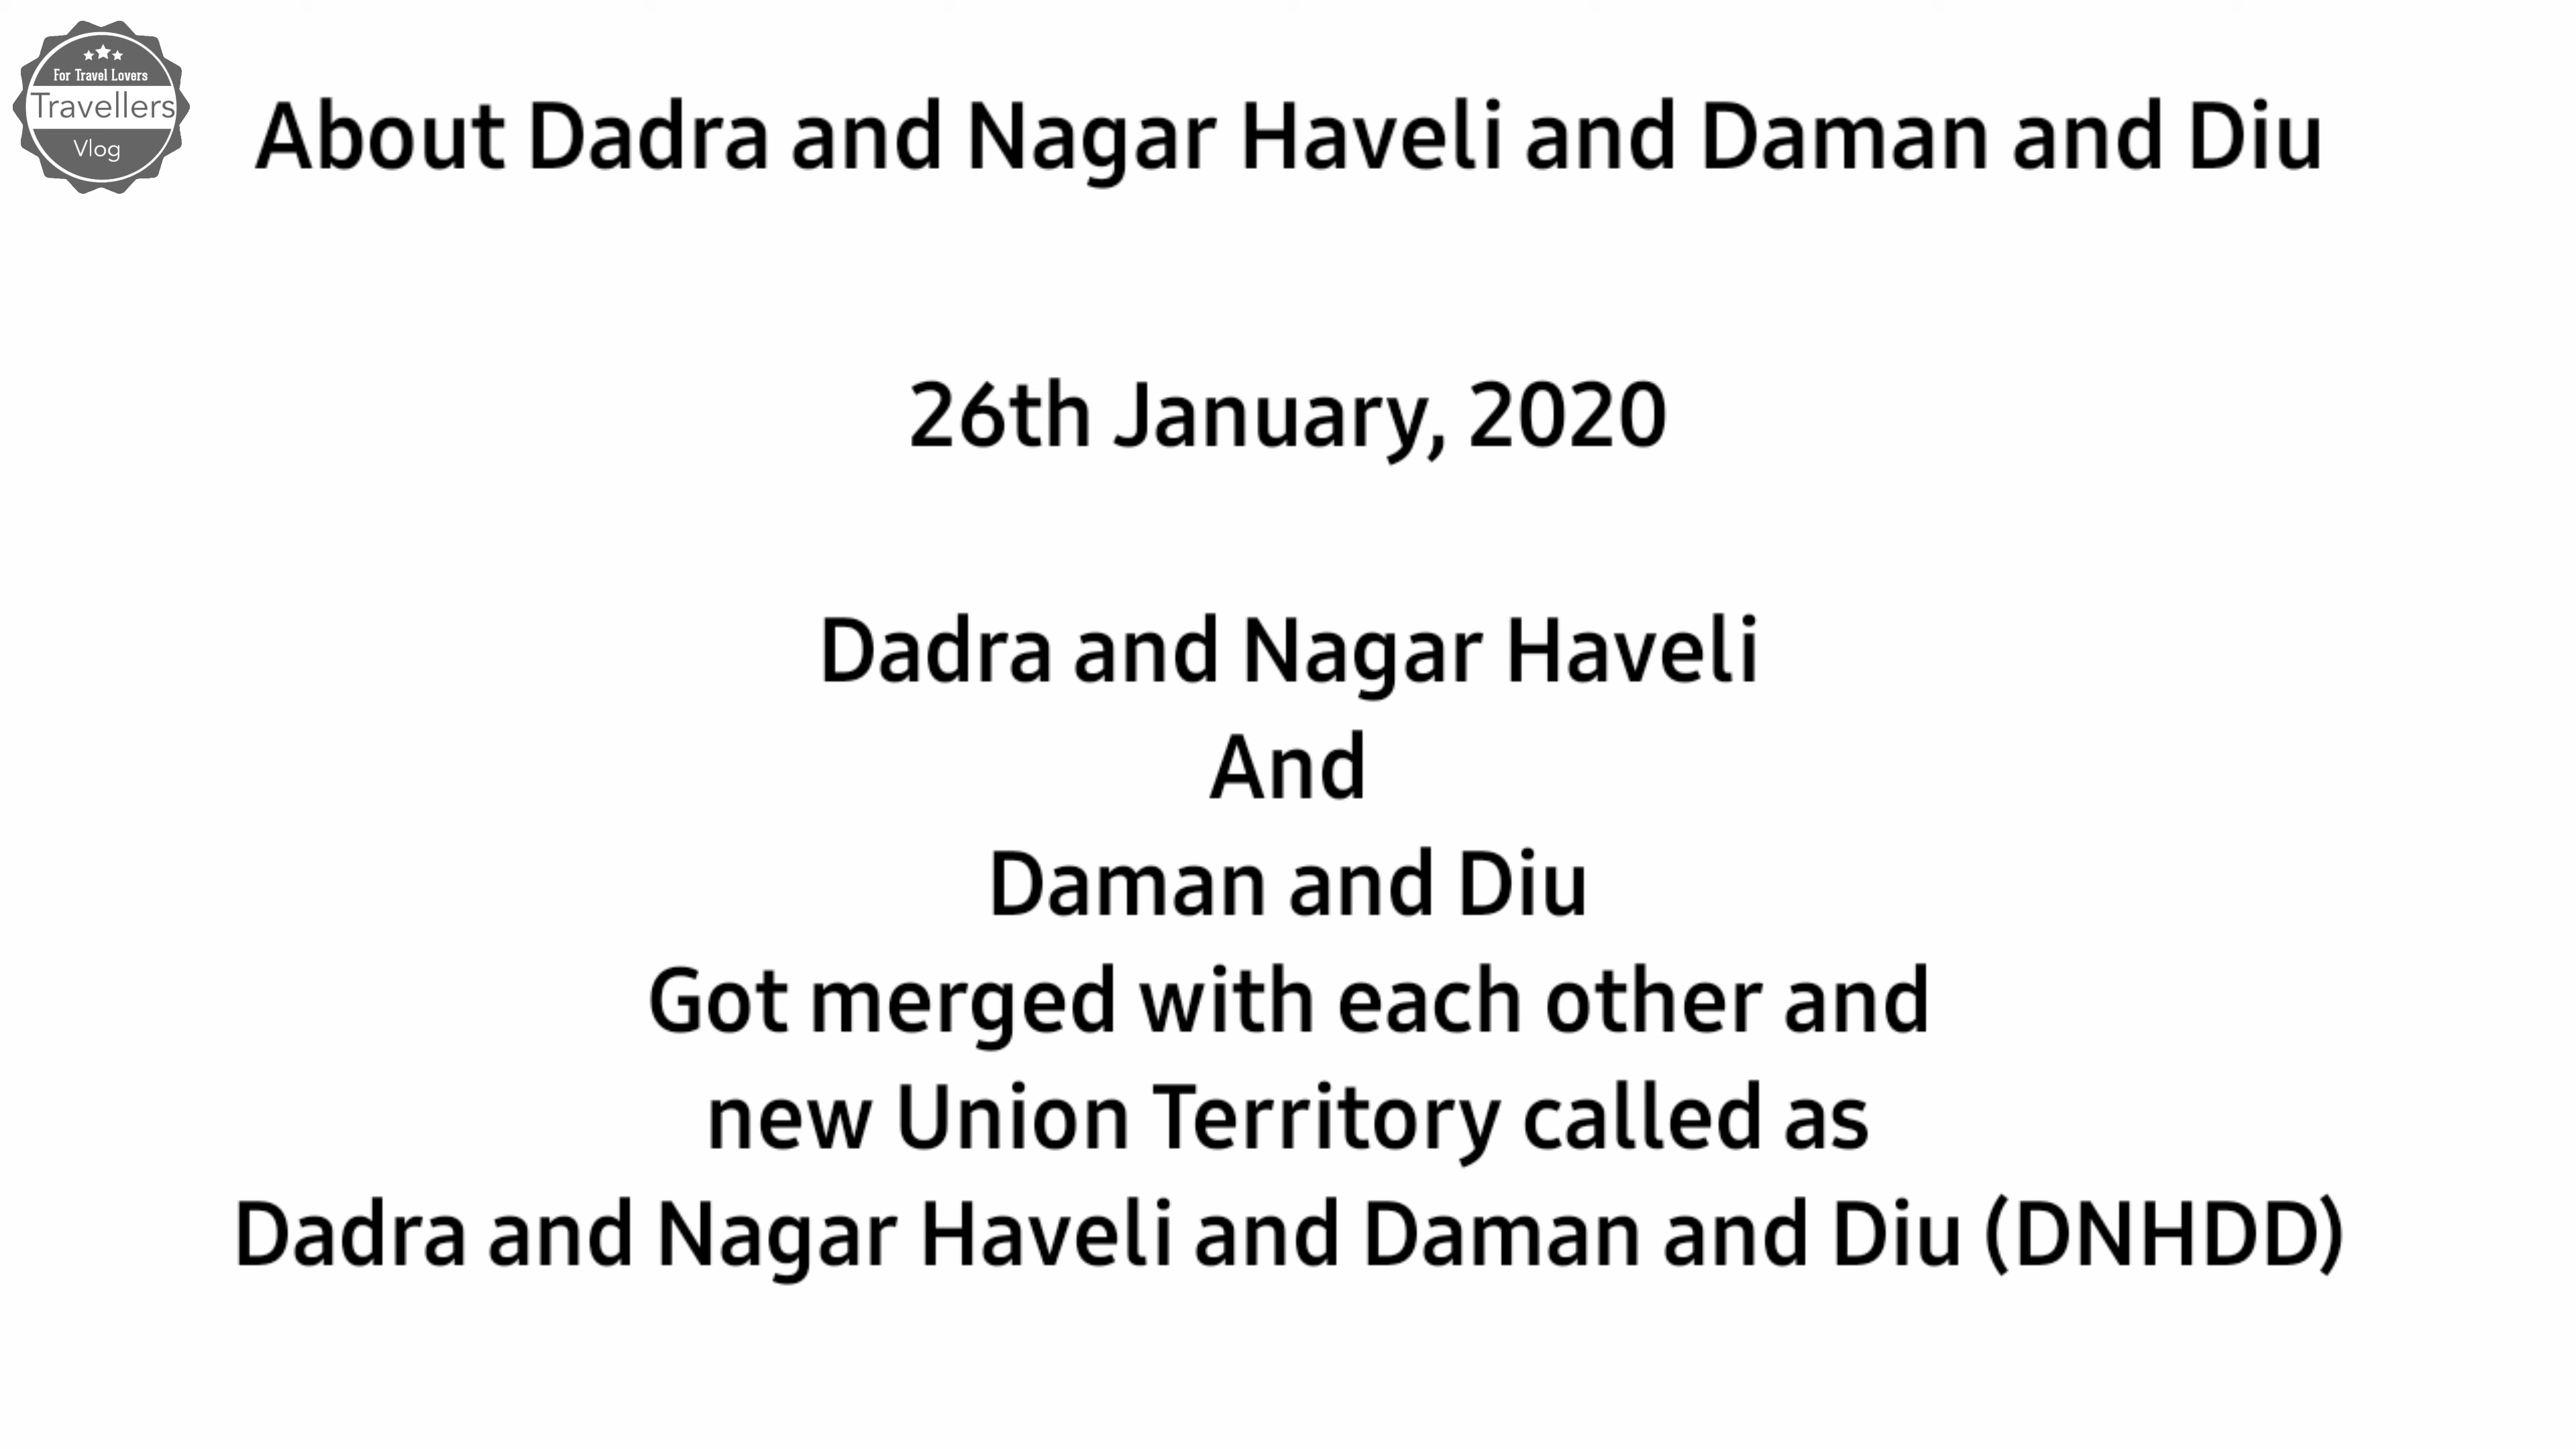 For Travel Lovers
Travellers
Vlog
About Dadra and Nagar Haveli and Daman and Diu
26th January, 2020
Dadra and Nagar Haveli
And
Daman and Diu
Got merged with each other and
new Union Territory called as
Dadra and Nagar Haveli and Daman and Diu (DNHDD)